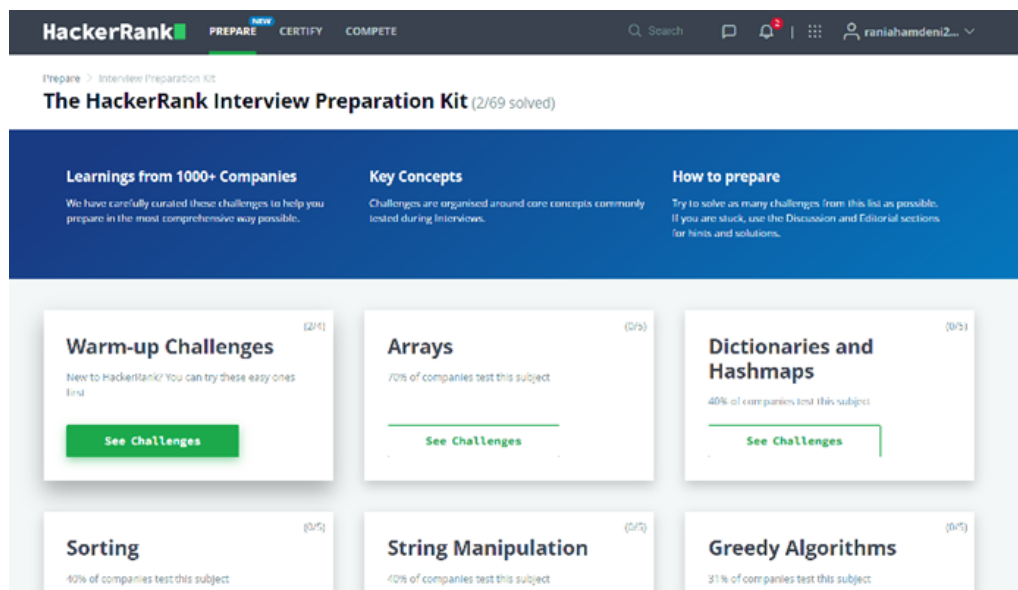 HackerRank PREPARE NEW CERTIFY COMPETE Search 2 raniahamdeni2...
Prepare > Interview Preparation Kit
The HackerRank Interview Preparation Kit (2/69 solved)
Learnings from 1000+ Companies
We have carefully curated these challenges to help you
prepare in the most comprehensive way possible.
Key Concepts
Challenges are organised around core concepts commonly
tested during Interviews.
How to prepare
Try to solve as many challenges from this list as possible.
If you are stuck, use the Discussion and Editorial sections
for hints and solutions.
(2/4)
Warm-up Challenges
New to HackerRank? You can try these easy ones
first
See Challenges
(0/5)
Arrays
70% of companies test this subject
See Challenges
(0/5)
Dictionaries and
Hashmaps
40% of companies test this subject
See Challenges
(0/5)
Sorting
40% of companies test this subject
(0/5)
String Manipulation
40% of companies test this subject
(0/5)
Greedy Algorithms
31% of companies test this subject